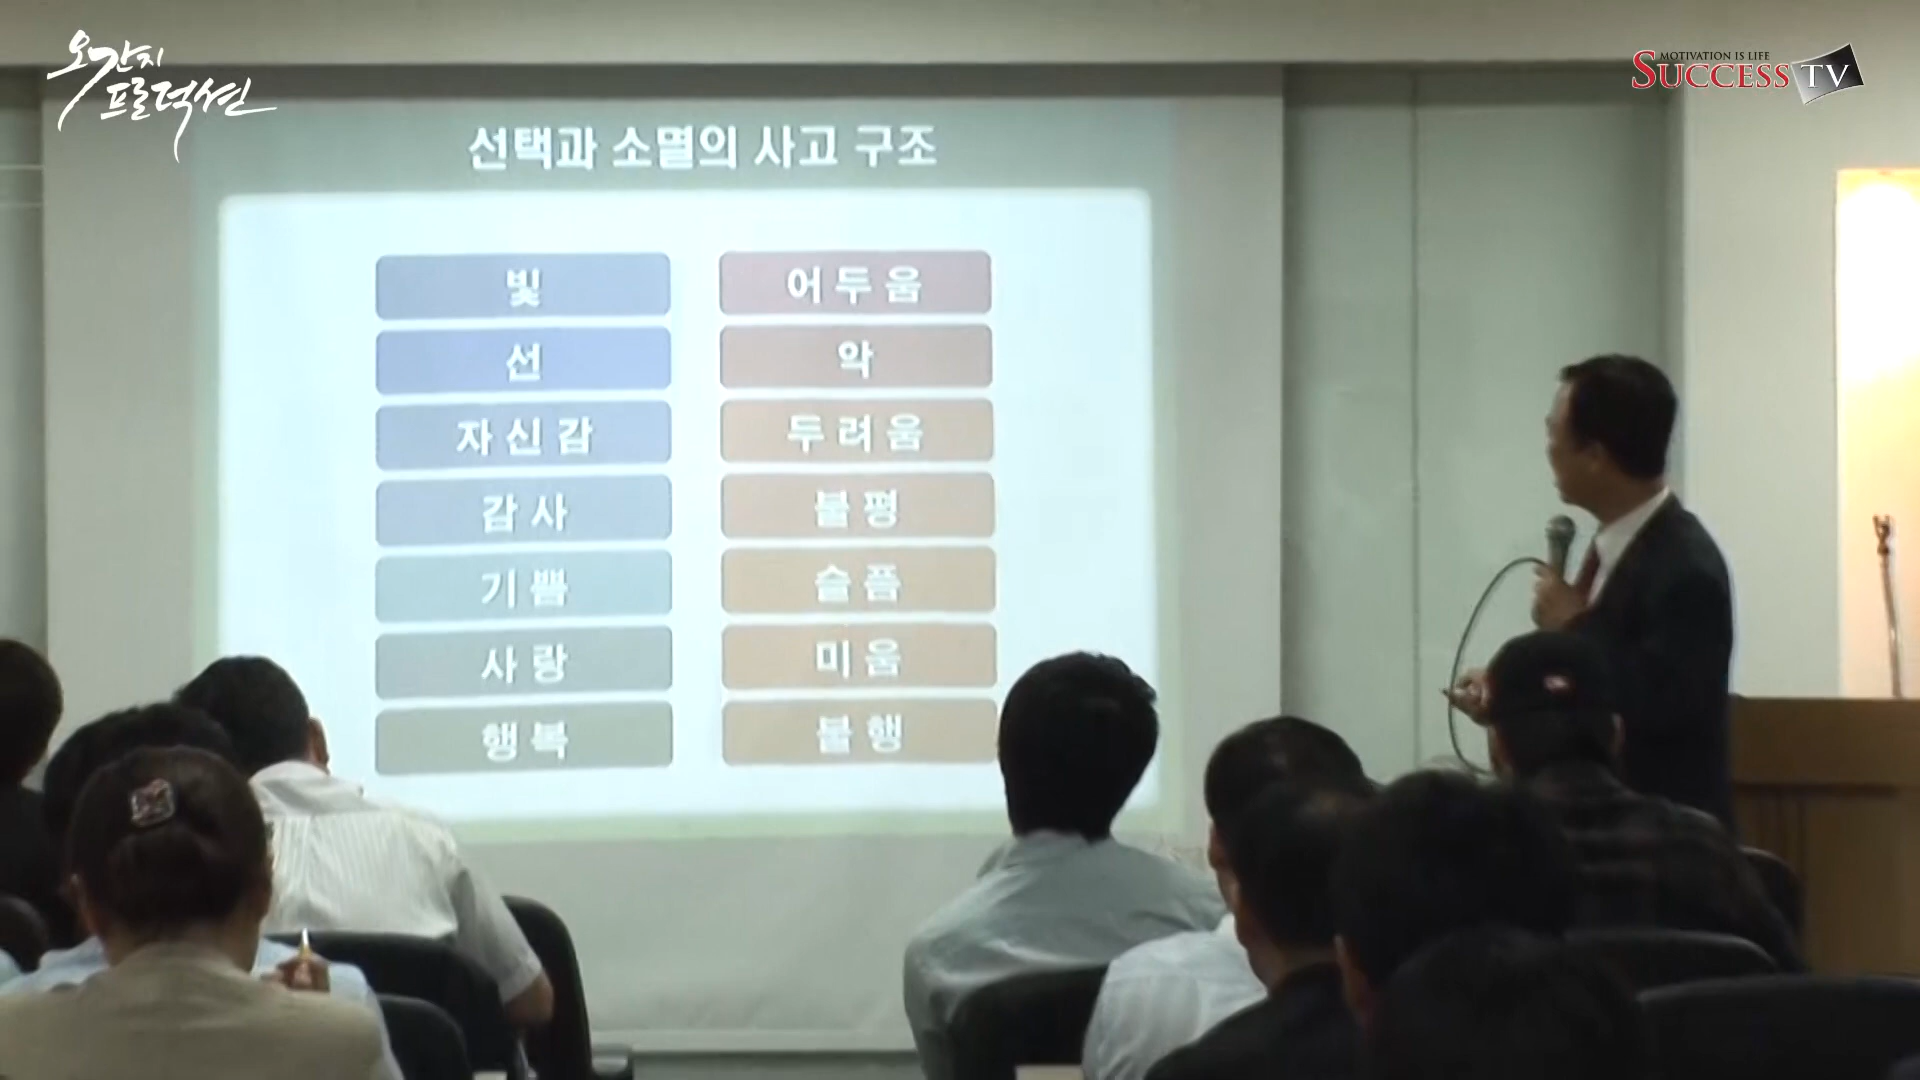 오간지
프로덕션
MOTIVATION IS LIFE
SUCCESS TV
선택과 소멸의 사고 구조
빛 어두움
선 악
자신감 두려움
감사 불평
기쁨 슬픔
사랑 미움
행복 불행